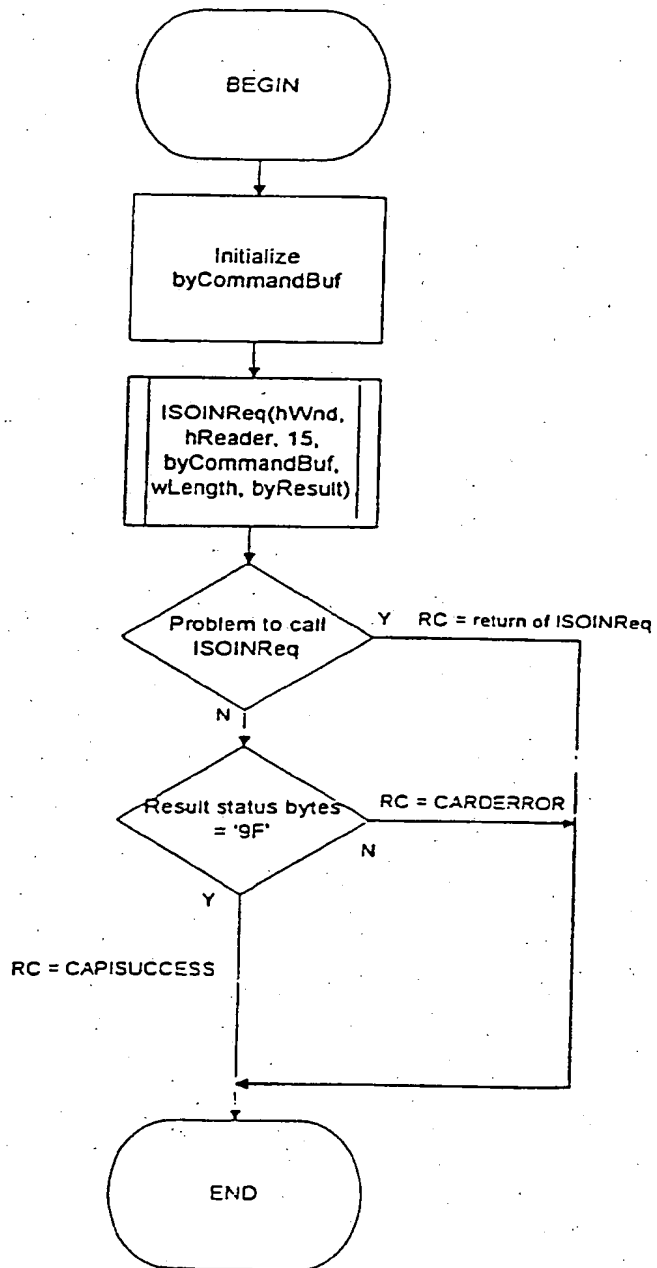 BEGIN
Initialize
byCommandBuf
ISOINReq(hWnd,
hReader, 15,
byCommandBuf,
wLength, byResult)
Problem to call
ISOINReq
Y RC = return of ISOINReq
N
Result status bytes
= '9F'
RC = CARDERROR
N
Y
RC = CAPISUCCESS
END